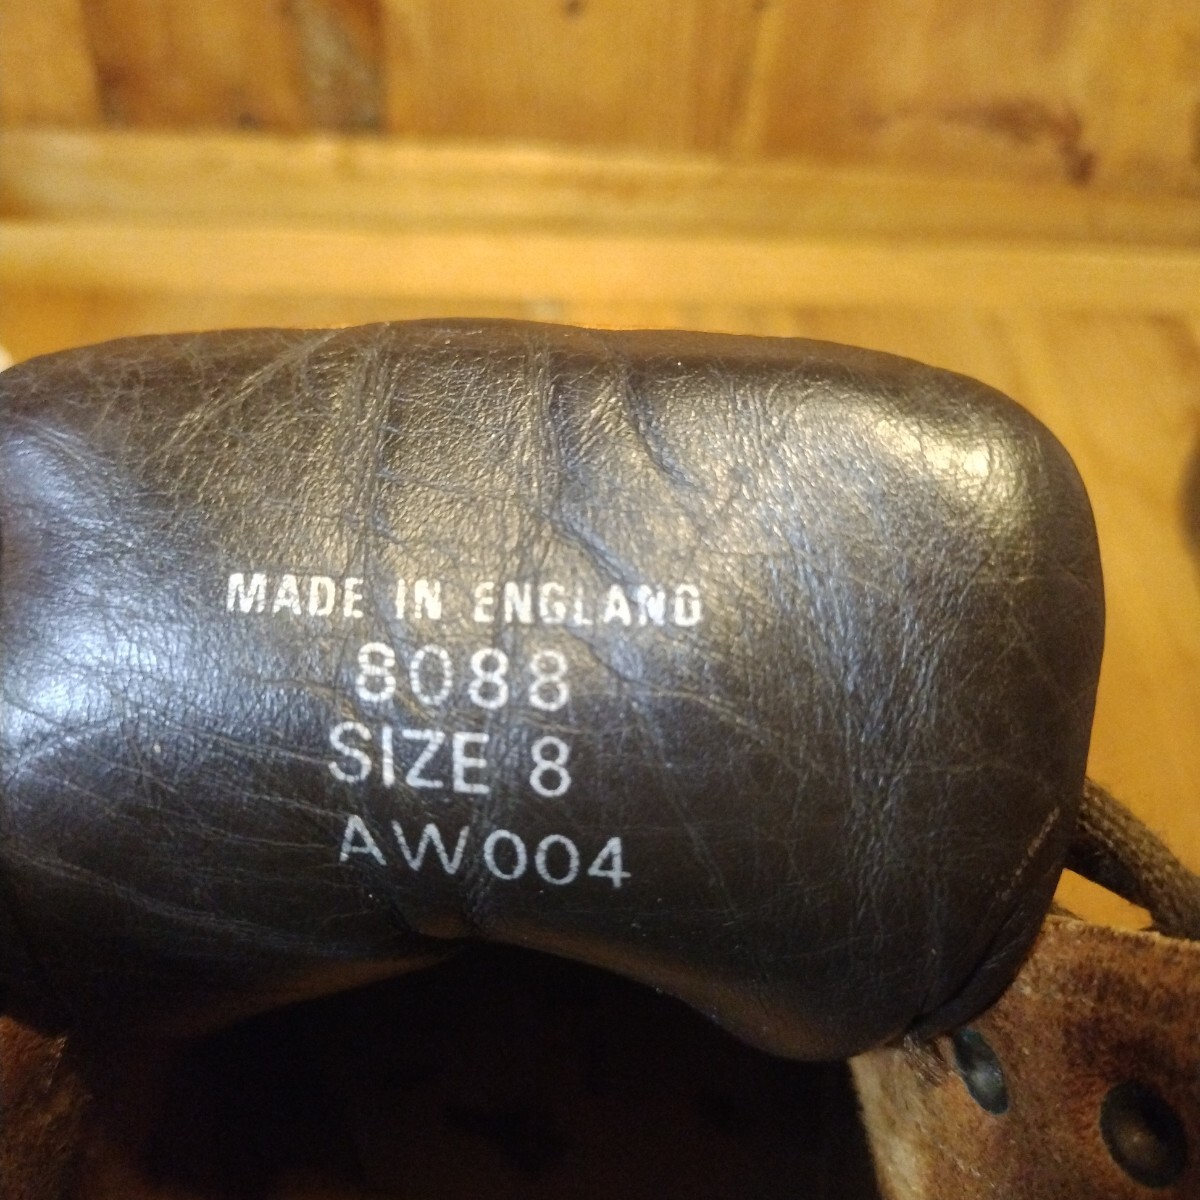 MADE IN ENGLAND
8088
SIZE 8
AW004